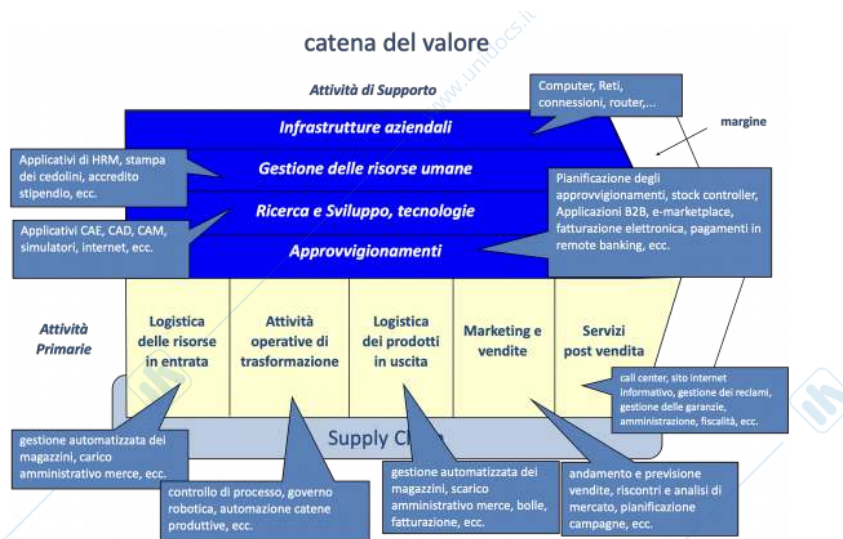 catena del valore
www.unidocs.it
Attività di Supporto
Computer, Reti,
connessioni, router,...
margine
Infrastrutture aziendali
Applicativi di HRM, stampa
dei cedolini, accredito
stipendio, ecc.
Gestione delle risorse umane
Pianificazione degli
approvvigionamenti, stock controller,
Applicazioni B2B, e-marketplace,
fatturazione elettronica, pagamenti in
remote banking, ecc.
Ricerca e Sviluppo, tecnologie
Applicativi CAE, CAD, CAM,
simulatori, internet, ecc.
Approvvigionamenti
Attività
Primarie
Logistica
delle risorse
in entrata
Attività
operative di
trasformazione
Logistica
dei prodotti
in uscita
Marketing e
vendite
Servizi
post vendita
call center, sito internet
informativo, gestione dei reclami,
gestione delle garanzie,
amministrazione, fiscalità, ecc.
Supply
gestione automatizzata dei
magazzini, carico
amministrativo merce, ecc.
controllo di processo, governo
robotica, automazione catene
produttive, ecc.
gestione automatizzata dei
magazzini, scarico
amministrativo merce, bolle,
fatturazione, ecc.
andamento e previsione
vendite, riscontri e analisi di
mercato, pianificazione
campagne, ecc.